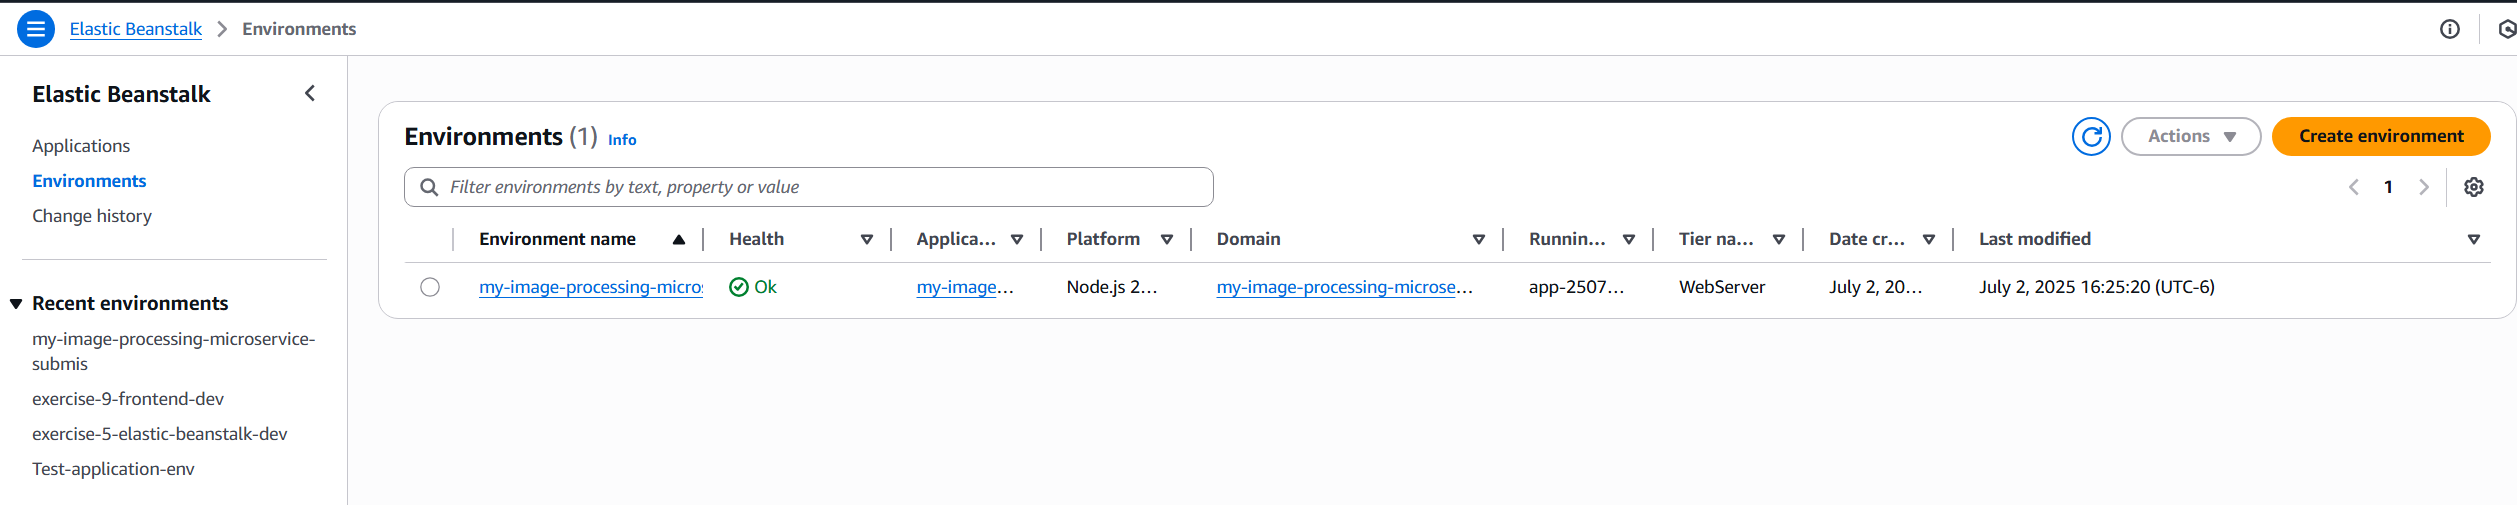 Elastic Beanstalk > Environments
Elastic Beanstalk
Applications
Environments
Change history
Recent environments
my-image-processing-microservice-
submis
exercise-9-frontend-dev
exercise-5-elastic-beanstalk-dev
Test-application-env
Environments (1) Info
Actions
Create environment
Filter environments by text, property or value
1
Environment name Health Applica... Platform Domain Runnin... Tier na... Date cr... Last modified
my-image-processing-micro Ok my-image... Node.js 2... my-image-processing-microse... app-2507... WebServer July 2, 20... July 2, 2025 16:25:20 (UTC-6)